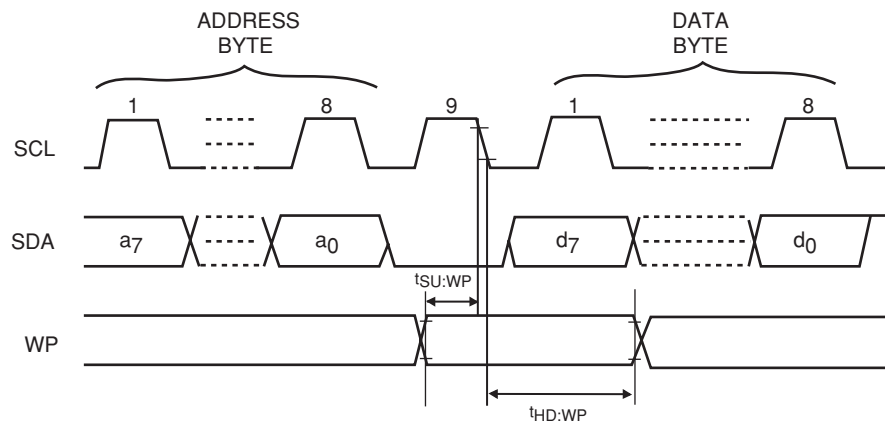 ADDRESS
BYTE
DATA
BYTE
1 8 9 1 8
SCL
SDA a7 a0 d7 d0
tSU:WP
WP
tHD:WP